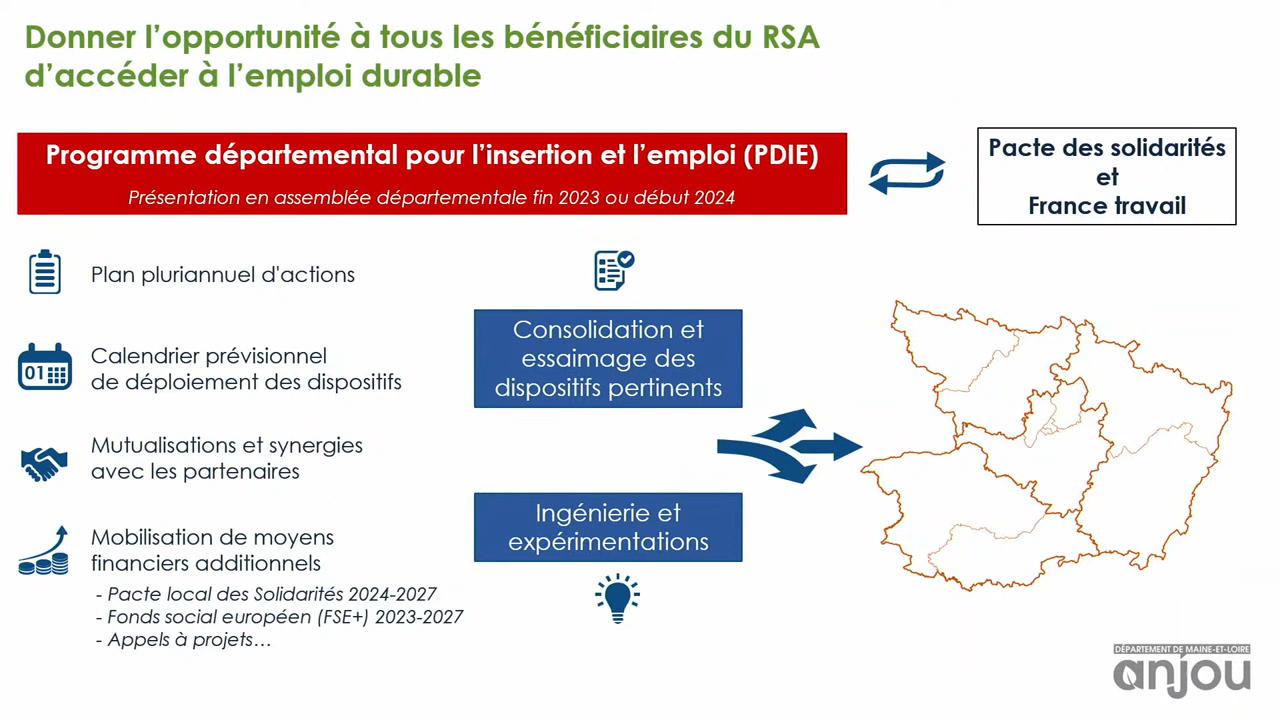 Donner l’opportunité à tous les bénéficiaires du RSA
d’accéder à l’emploi durable
Programme départemental pour l’insertion et l’emploi (PDIE)
Présentation en assemblée départementale fin 2023 ou début 2024
Pacte des solidarités
et
France travail
Plan pluriannuel d'actions
01
Calendrier prévisionnel
de déploiement des dispositifs
Mutualisations et synergies
avec les partenaires
Mobilisation de moyens
financiers additionnels
- Pacte local des Solidarités 2024-2027
- Fonds social européen (FSE+) 2023-2027
- Appels à projets…
Consolidation et
essaimage des
dispositifs pertinents
Ingénierie et
expérimentations
DÉPARTEMENT DE MAINE-ET-LOIRE
anjou